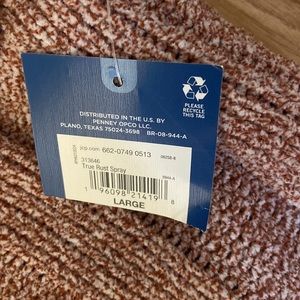 PLEASE
RECYCLE
THIS TAG
DISTRIBUTED IN THE U.S. BY
PENNEY OPCO LLC,
PLANO, TEXAS 75024-3698 BR-08-944-A
jcp.com 662-0749 0513
313646
True Rust Spray
1 96098 21419 8
LARGE